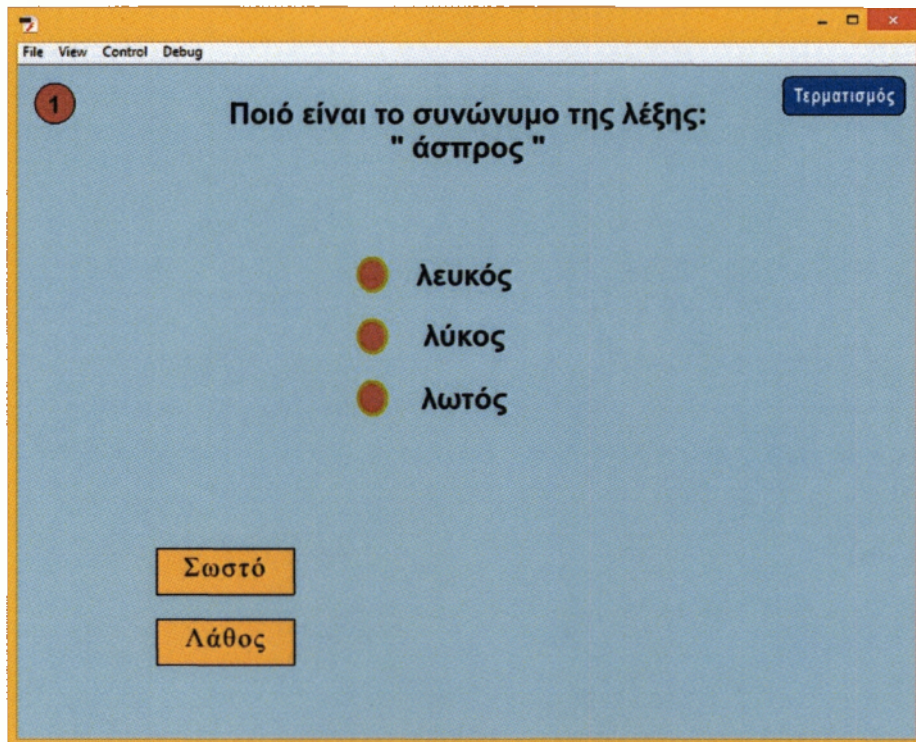 File View Control Debug
1
Τερματισμός
Ποιό είναι το συνώνυμο της λέξης:
" άσπρος "
λευκός
λύκος
λωτός
Σωστό
Λάθος